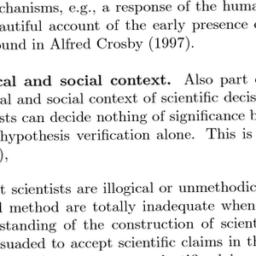 chanisms, e.g., a response of the huma
autiful account of the early presence o
ound in Alfred Crosby (1997).
cal and social context. Also part o
al and social context of scientific decis
sts can decide nothing of significance b
hypothesis verification alone. This is
),
t scientists are illogical or unmethodic
l method are totally inadequate when
standing of the construction of scient
suaded to accept scientific claims in th